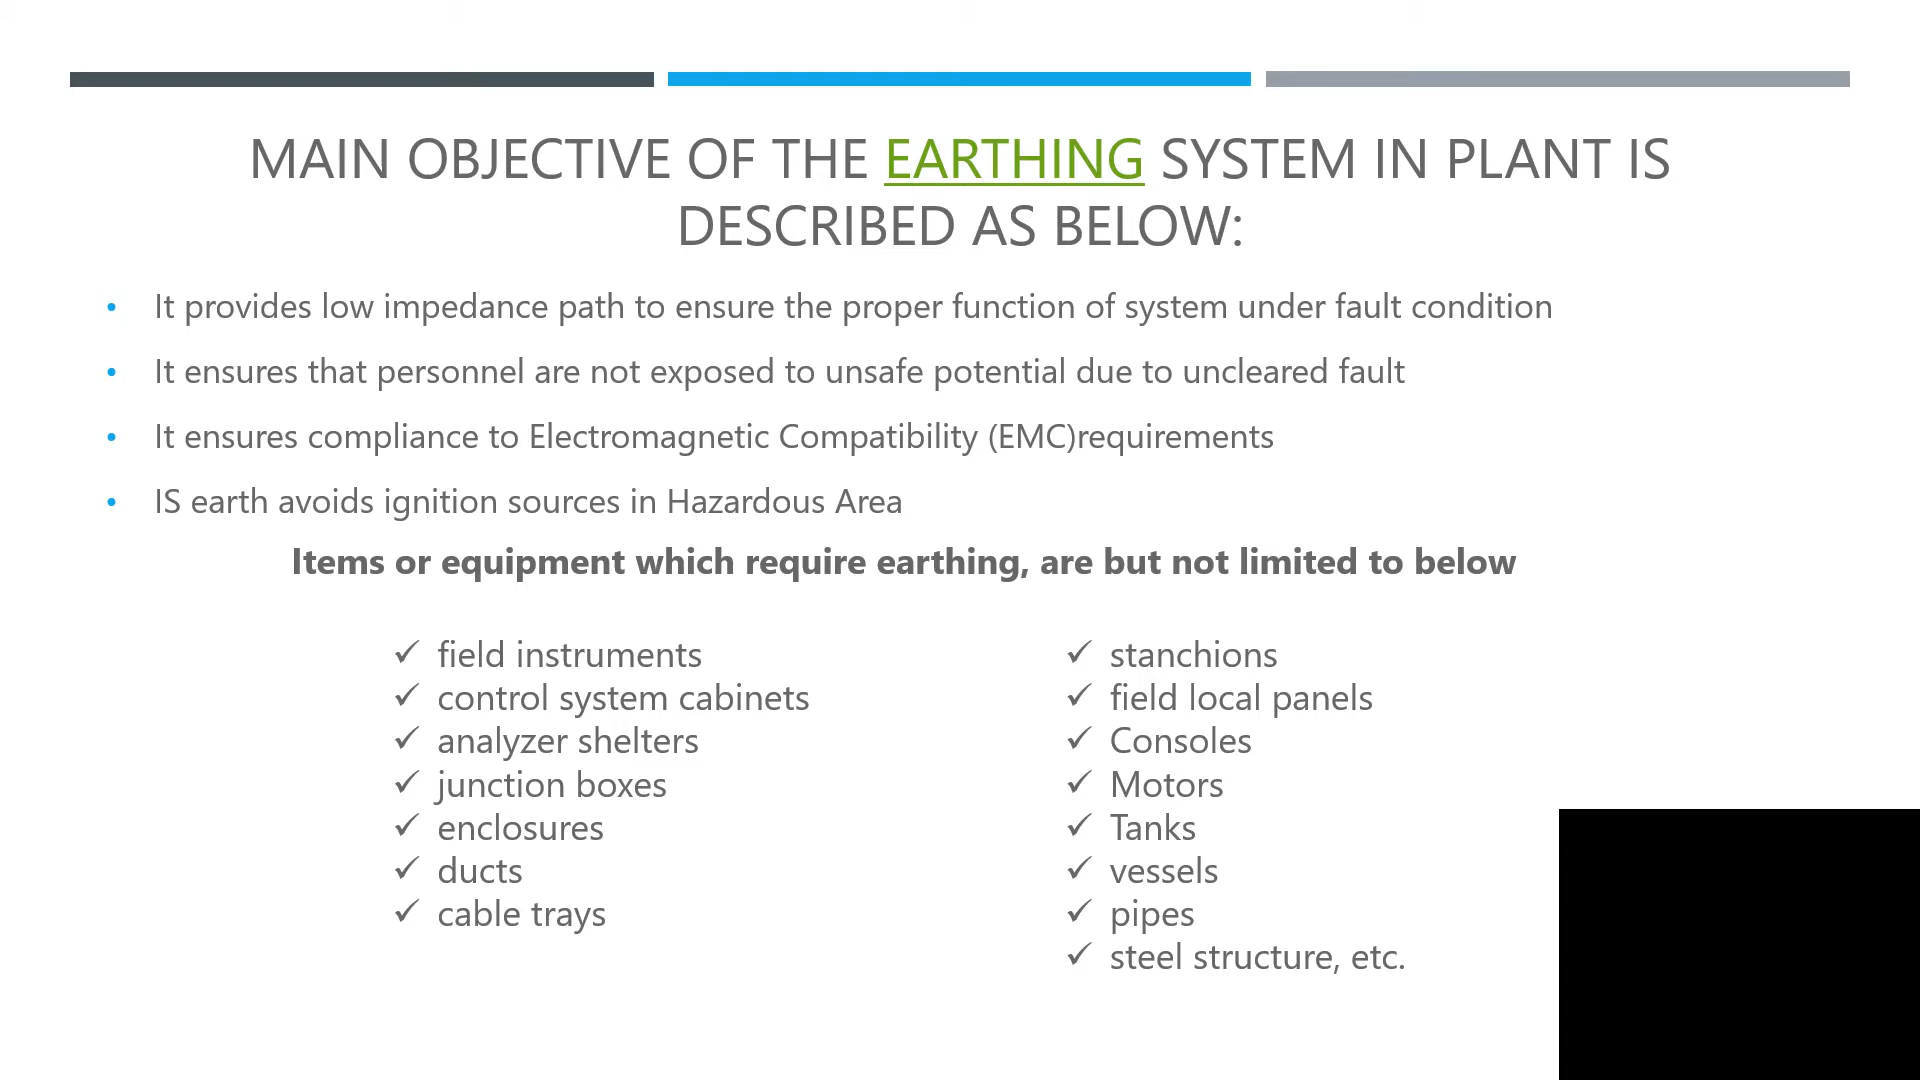 MAIN OBJECTIVE OF THE EARTHING SYSTEM IN PLANT IS
DESCRIBED AS BELOW:
• It provides low impedance path to ensure the proper function of system under fault condition
• It ensures that personnel are not exposed to unsafe potential due to uncleared fault
• It ensures compliance to Electromagnetic Compatibility (EMC)requirements
• IS earth avoids ignition sources in Hazardous Area
Items or equipment which require earthing, are but not limited to below
✓ field instruments
✓ control system cabinets
✓ analyzer shelters
✓ junction boxes
✓ enclosures
✓ ducts
✓ cable trays
✓ stanchions
✓ field local panels
✓ Consoles
✓ Motors
✓ Tanks
✓ vessels
✓ pipes
✓ steel structure, etc.